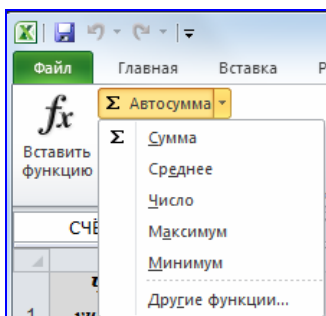 Файл Главная Вставка Р
fx Σ Автосумма
Вставить
функцию
Σ Сумма
Среднее
Число
Максимум
Минимум
Другие функции...
СЧЁ
1